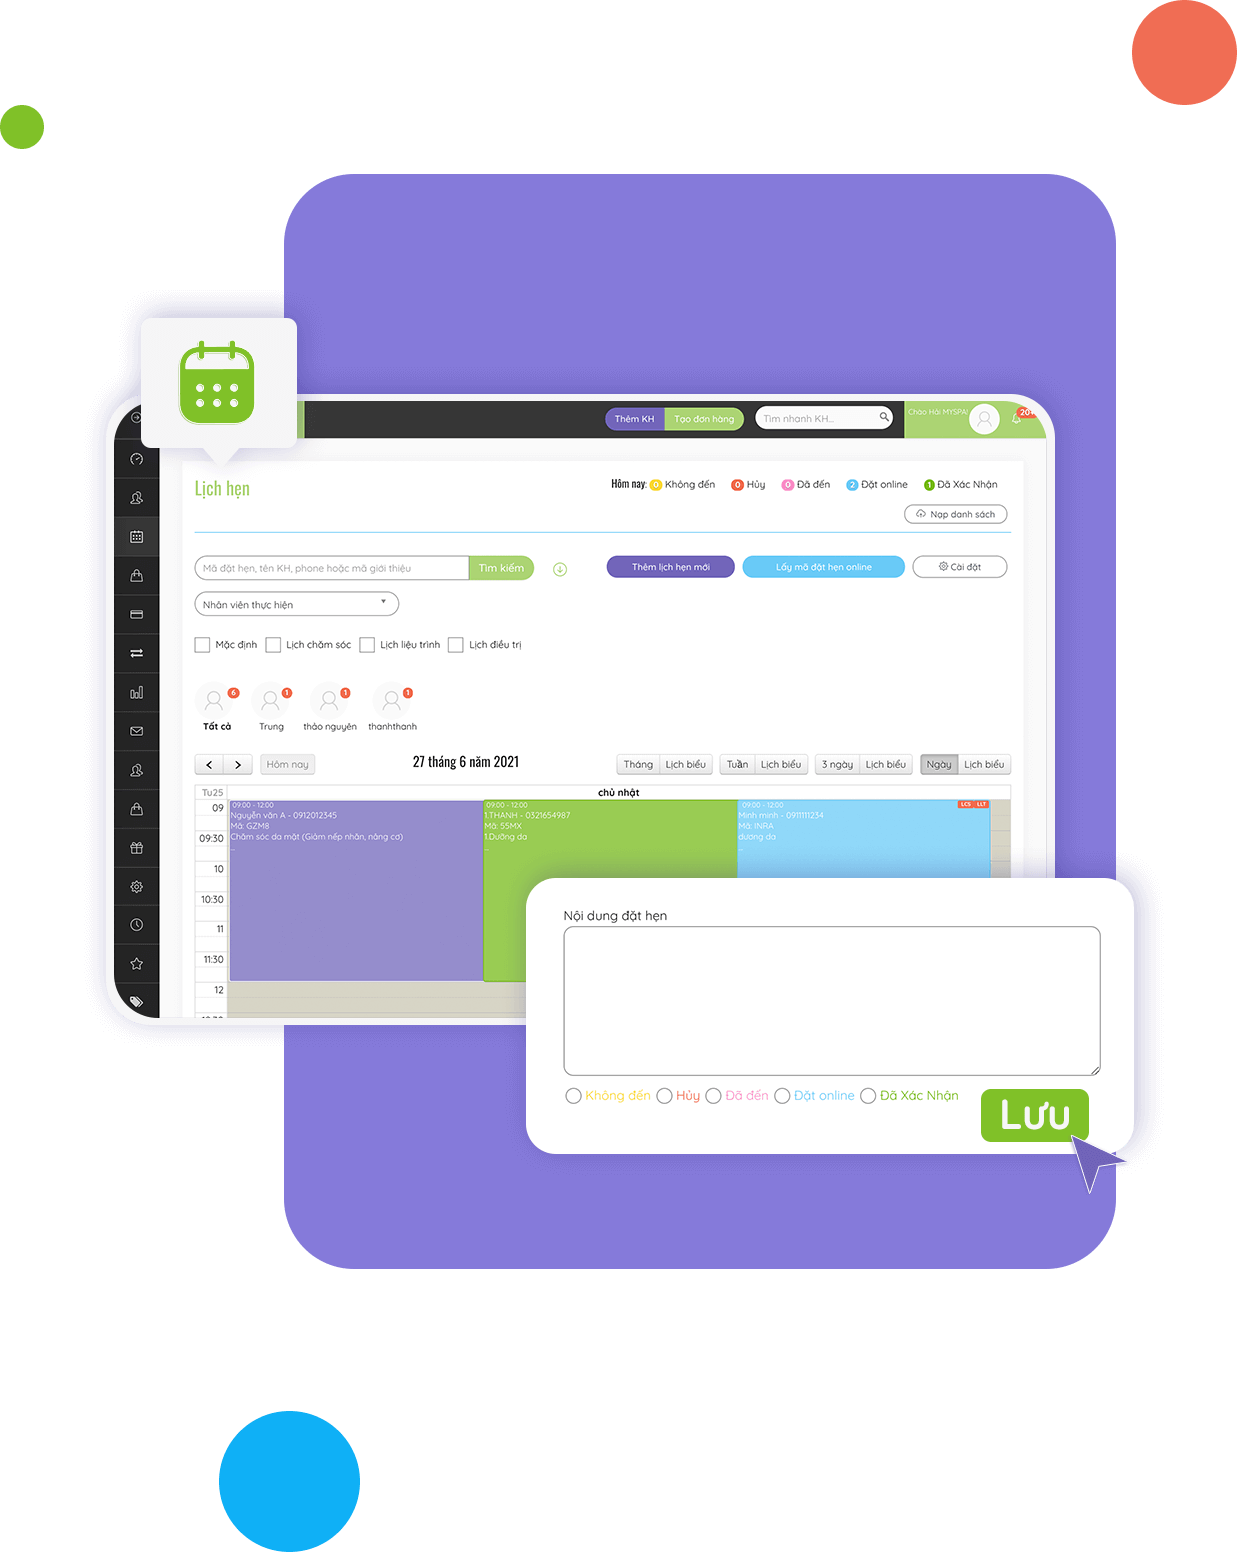 Thêm KH
Tạo đơn hàng
Tìm nhanh KH...
Chào Hải MYSPA!
20+
Lịch hẹn
Hôm nay: 0 Không đến 0 Hủy 0 Đã đến 2 Đặt online 1 Đã Xác Nhận
Nạp danh sách
Mã đặt hẹn, tên KH, phone hoặc mã giới thiệu
Tìm kiếm
Thêm lịch hẹn mới
Lấy mã đặt hẹn online
Cài đặt
Nhân viên thực hiện
Mặc định Lịch chăm sóc Lịch liệu trình Lịch điều trị
6 1 1 1
Tất cả Trung thảo nguyên thanhthanh
Hôm nay
27 tháng 6 năm 2021
Tháng Lịch biểu Tuần Lịch biểu 3 ngày Lịch biểu Ngày Lịch biểu
Tu25 chủ nhật
09
09:30
10
10:30
11
11:30
12
09:00 - 12:00
Nguyễn văn A - 0912012345
Mã: GZM8
Chăm sóc da mặt (Giảm nếp nhăn, nâng cơ)
...
09:00 - 12:00
1.THANH - 0321654987
Mã: 55MX
1.Dưỡng da
...
09:00 - 12:00
LCS LLT
Minh minh - 0911111234
Mã: INRA
dương da
...
Nội dung đặt hẹn
Không đến Hủy Đã đến Đặt online Đã Xác Nhận
Lưu